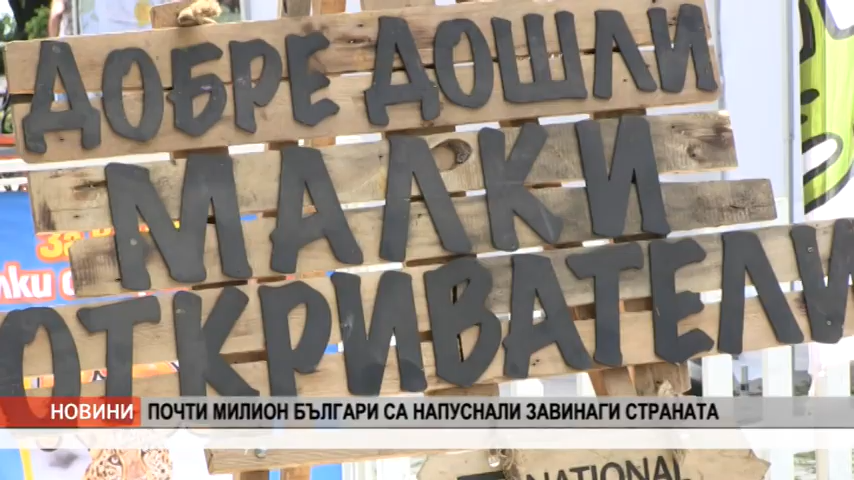 ДОБРЕ ДОШЛИ
МАЛКИ
ОТКРИВАТЕЛИ
НОВИНИ ПОЧТИ МИЛИОН БЪЛГАРИ СА НАПУСНАЛИ ЗАВИНАГИ СТРАНАТА
NATIONAL